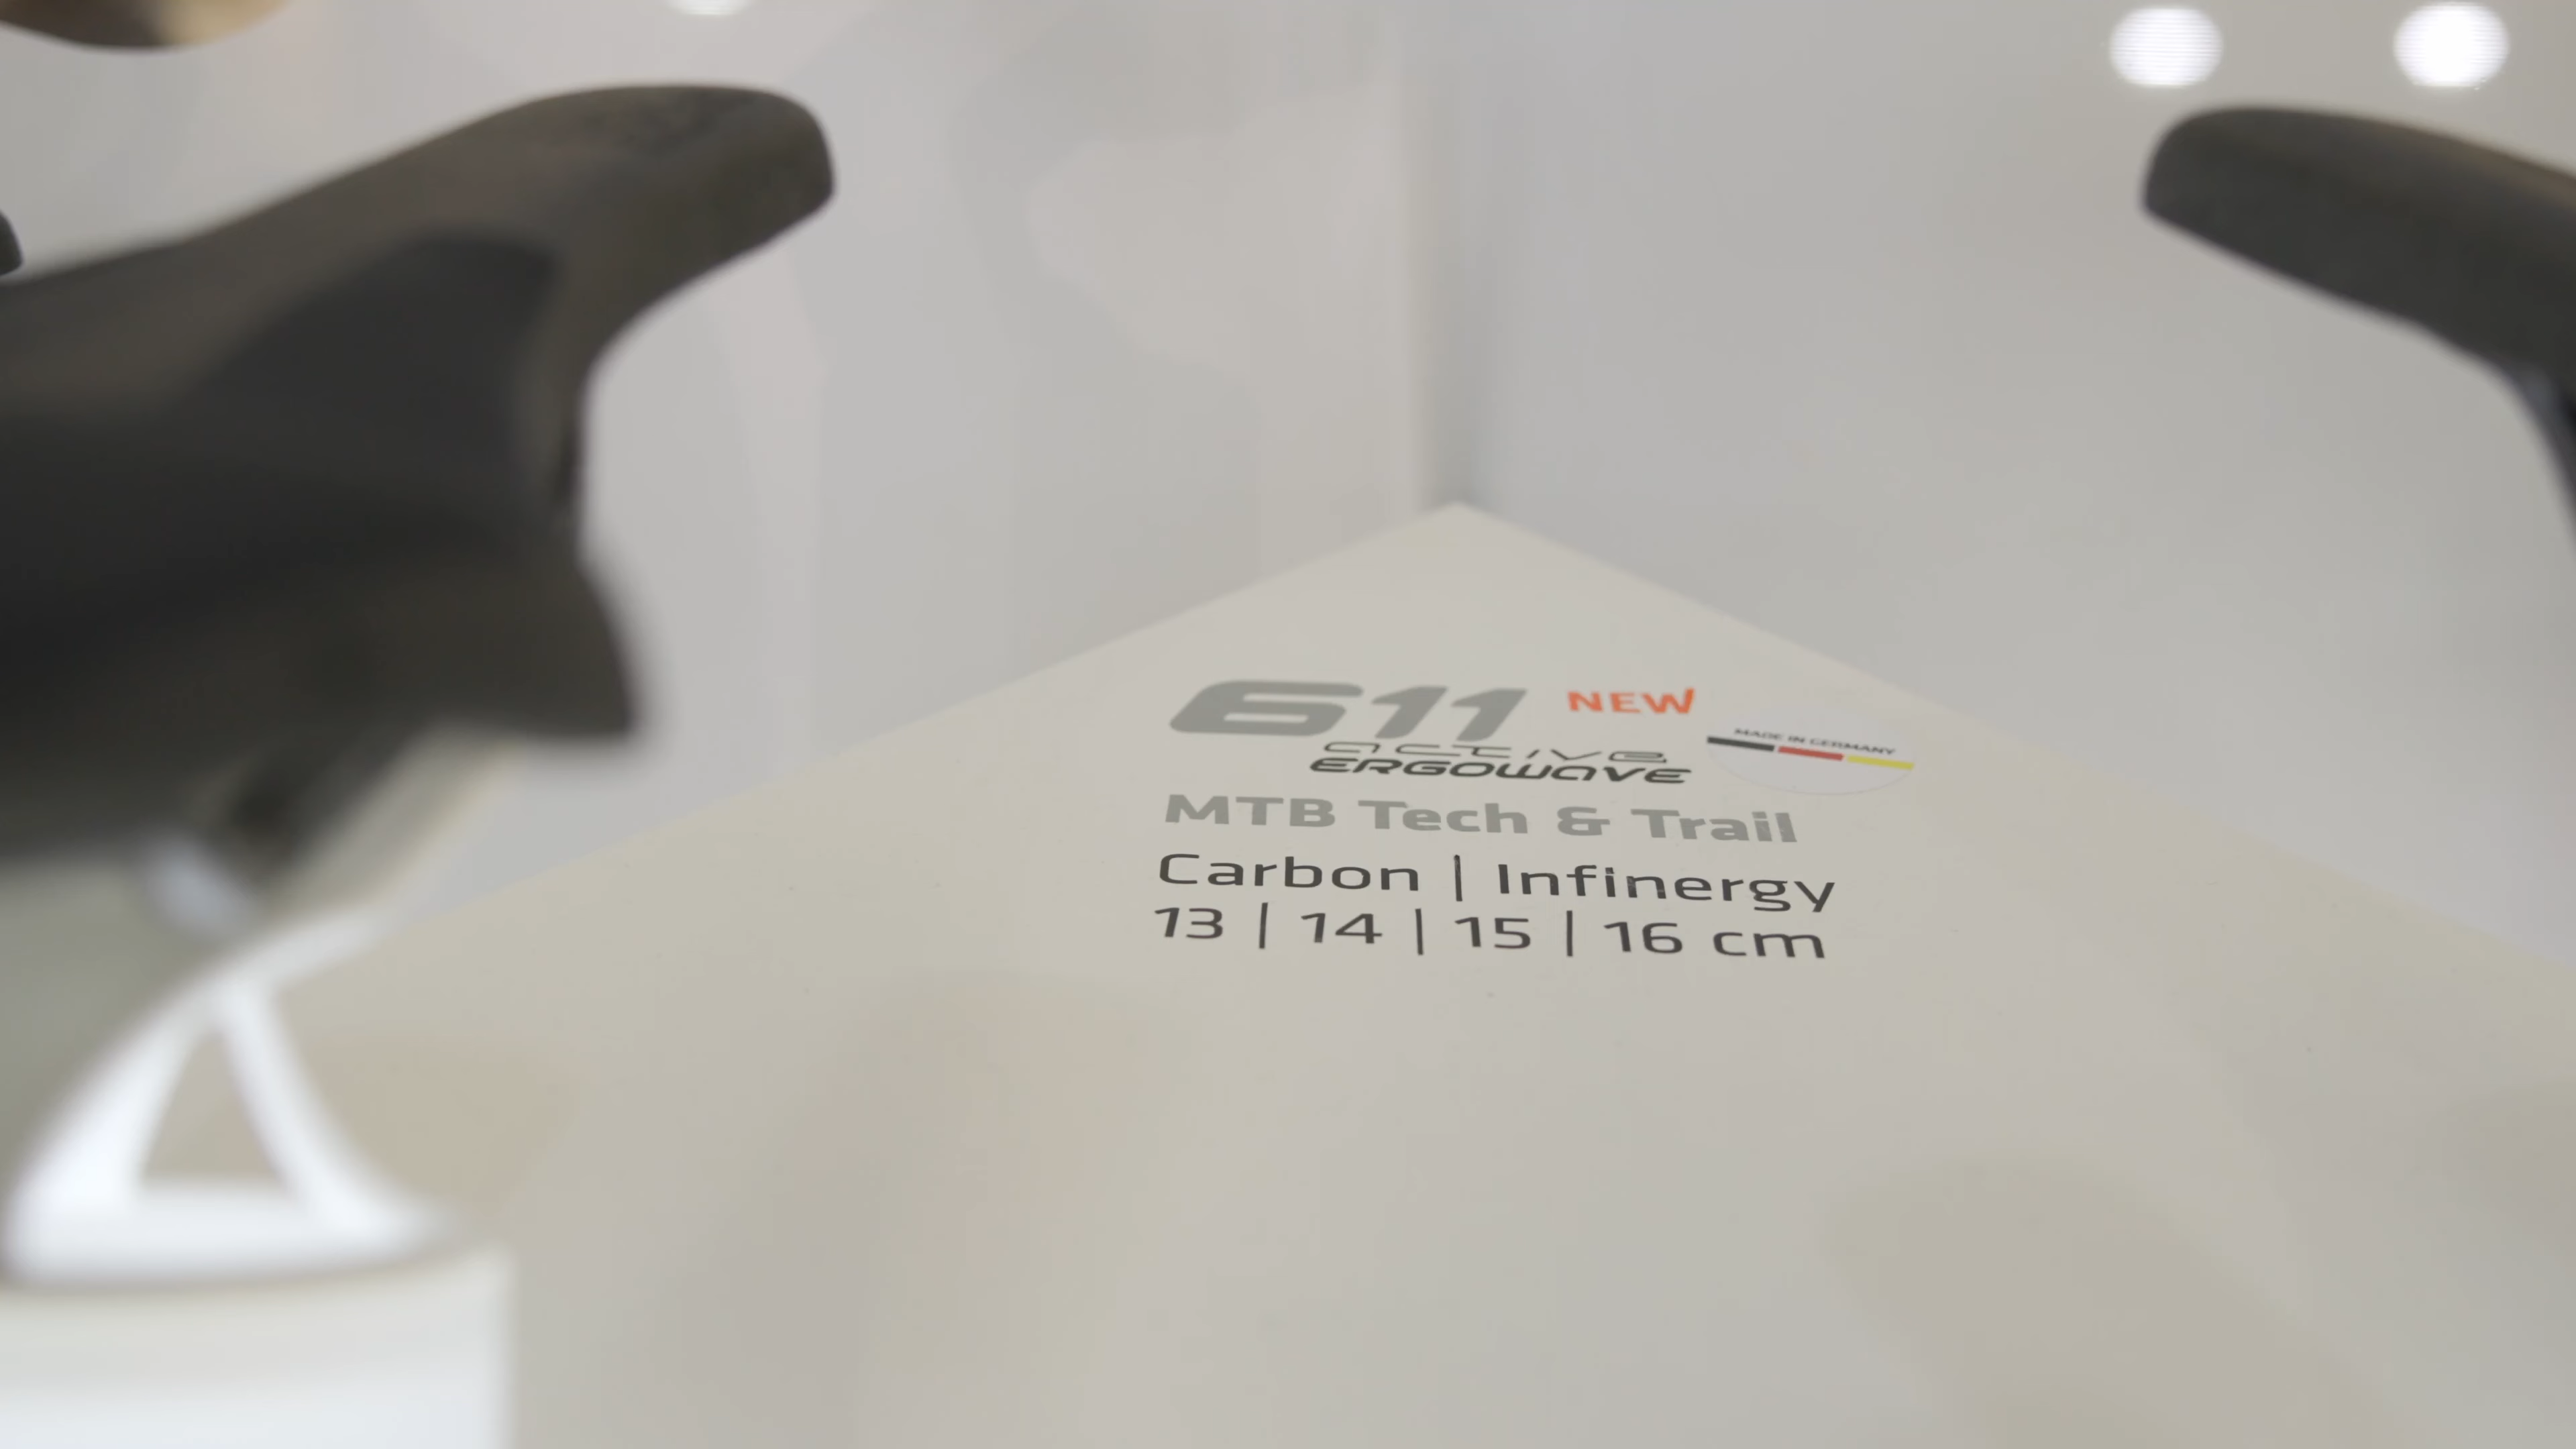 611 NEW
active
ERGOWAVE
MADE IN GERMANY
MTB Tech & Trail
Carbon | Infinergy
13 | 14 | 15 | 16 cm